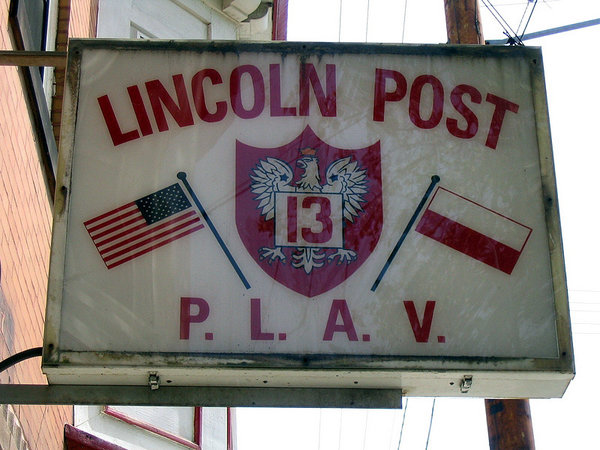 LINCOLN POST
13
P. L. A. V.